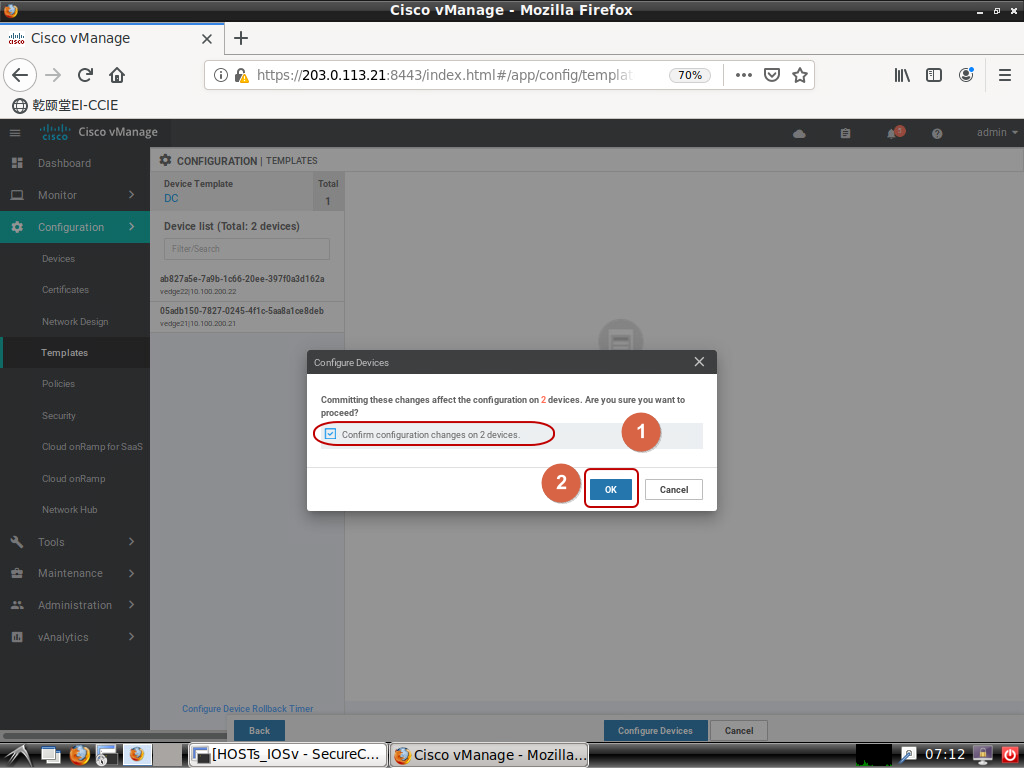 Cisco vManage - Mozilla Firefox
Cisco vManage
https://203.0.113.21:8443/index.html#/app/config/templat
70%
乾颐堂EI-CCIE
CISCO
Cisco vManage
admin
Dashboard
Monitor
Configuration
Devices
Certificates
Network Design
Templates
Policies
Security
Cloud onRamp for SaaS
Cloud onRamp
Network Hub
Tools
Maintenance
Administration
vAnalytics
CONFIGURATION | TEMPLATES
Device Template
DC
Total
1
Device list (Total: 2 devices)
Filter/Search
ab827a5e-7a9b-1c66-20ee-397f0a3d162a
vedge22|10.100.200.22
05adb150-7827-0245-4f1c-5aa8a1ce8deb
vedge21|10.100.200.21
Configure Devices
Committing these changes affect the configuration on 2 devices. Are you sure you want to
proceed?
Confirm configuration changes on 2 devices.
1
2
OK
Cancel
Configure Device Rollback Timer
Back
Configure Devices
Cancel
[HOSTs_IOSv - SecureC...
Cisco vManage - Mozilla...
07:12